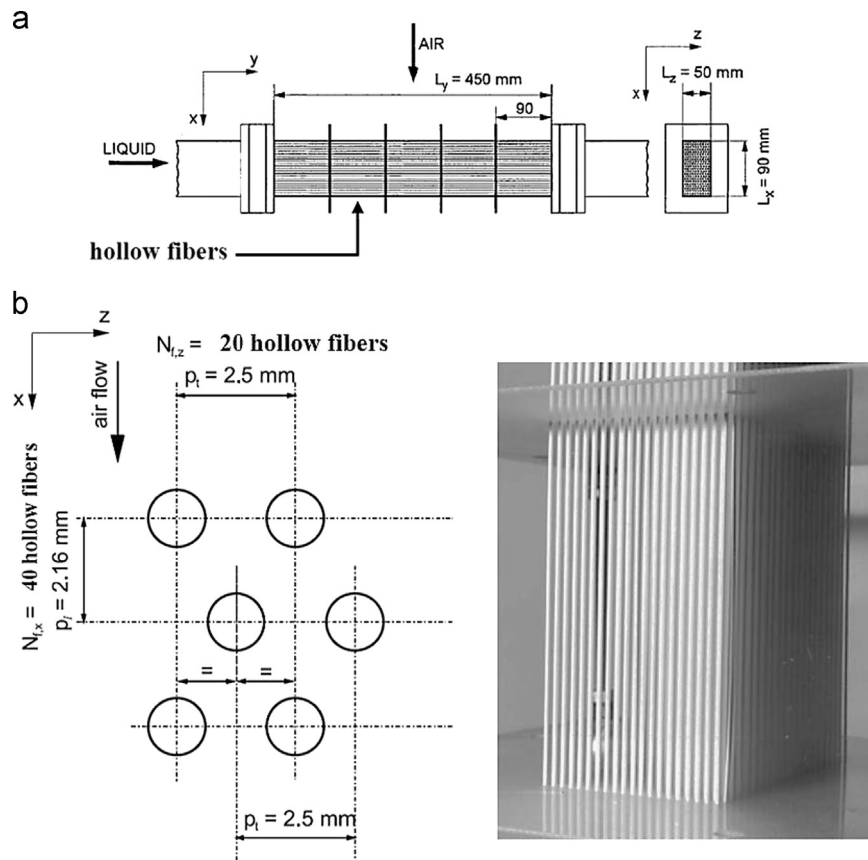 a
AIR
y
x
L_y = 450 mm
90
LIQUID
hollow fibers
z
x
L_z = 50 mm
L_x = 90 mm
b
z
x
air flow
N_f,z = 20 hollow fibers
p_t = 2.5 mm
N_f,x = 40 hollow fibers
p_l = 2.16 mm
= =
p_t = 2.5 mm